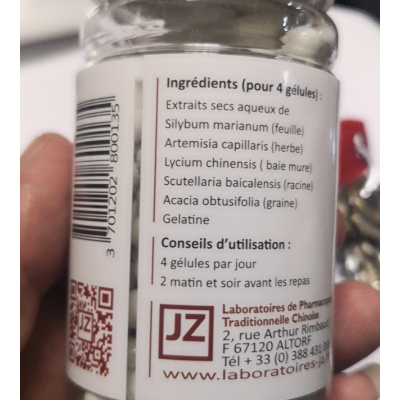 Ingrédients (pour 4 gélules) :
Extraits secs aqueux de
Silybum marianum (feuille)
Artemisia capillaris (herbe)
Lycium chinensis ( baie mure)
Scutellaria baicalensis (racine)
Acacia obtusifolia (graine)
Gelatine
Conseils d'utilisation :
4 gélules par jour
2 matin et soir avant les repas
3 701202 800135
JZ
JZ
Laboratoires de
Traditionnelle Chinoise
2, rue Arthur Rimbaud
F 67120 ALTORF
Tél + 33 (0) 388 431
www.laboratoires-jz